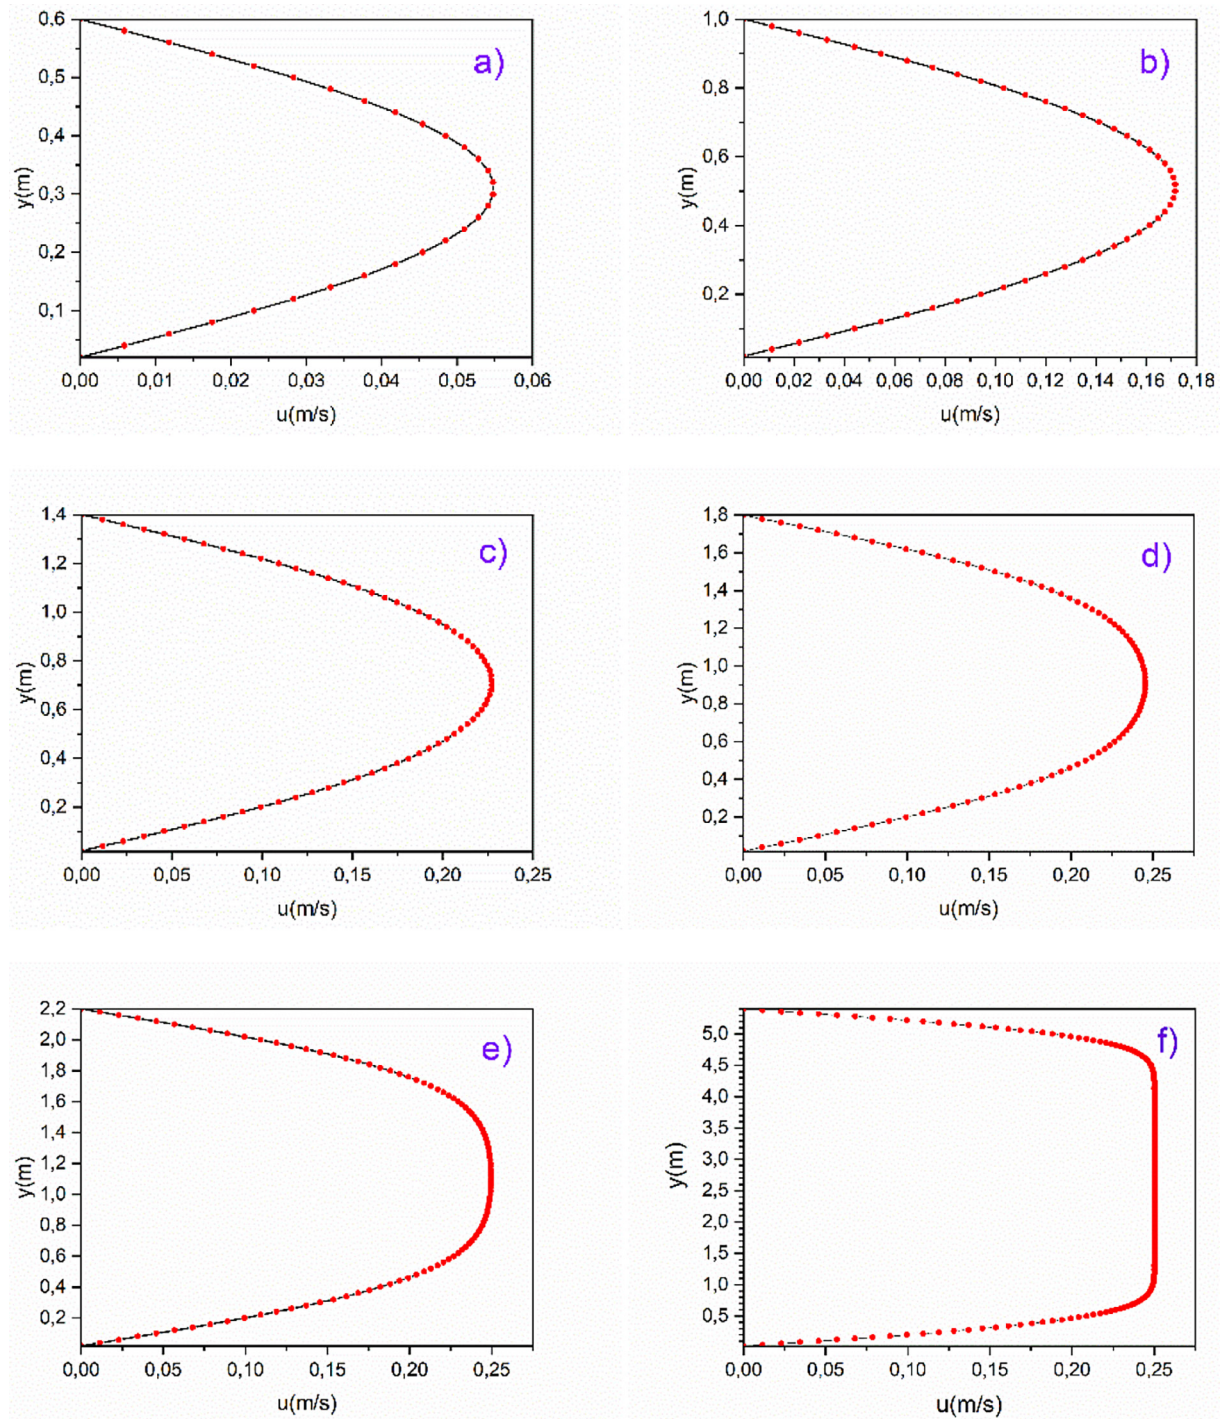 a)
0,6
0,5
0,4
0,3
0,2
0,1
y(m)
0,00 0,01 0,02 0,03 0,04 0,05 0,06
u(m/s)
b)
1,0
0,8
0,6
0,4
0,2
y(m)
0,00 0,02 0,04 0,06 0,08 0,10 0,12 0,14 0,16 0,18
u(m/s)
c)
1,4
1,2
1,0
0,8
0,6
0,4
0,2
y(m)
0,00 0,05 0,10 0,15 0,20 0,25
u(m/s)
d)
1,8
1,6
1,4
1,2
1,0
0,8
0,6
0,4
0,2
y(m)
0,00 0,05 0,10 0,15 0,20 0,25
u(m/s)
e)
2,2
2,0
1,8
1,6
1,4
1,2
1,0
0,8
0,6
0,4
0,2
y(m)
0,00 0,05 0,10 0,15 0,20 0,25
u(m/s)
f)
5,0
4,5
4,0
3,5
3,0
2,5
2,0
1,5
1,0
0,5
y(m)
0,00 0,05 0,10 0,15 0,20 0,25
u(m/s)